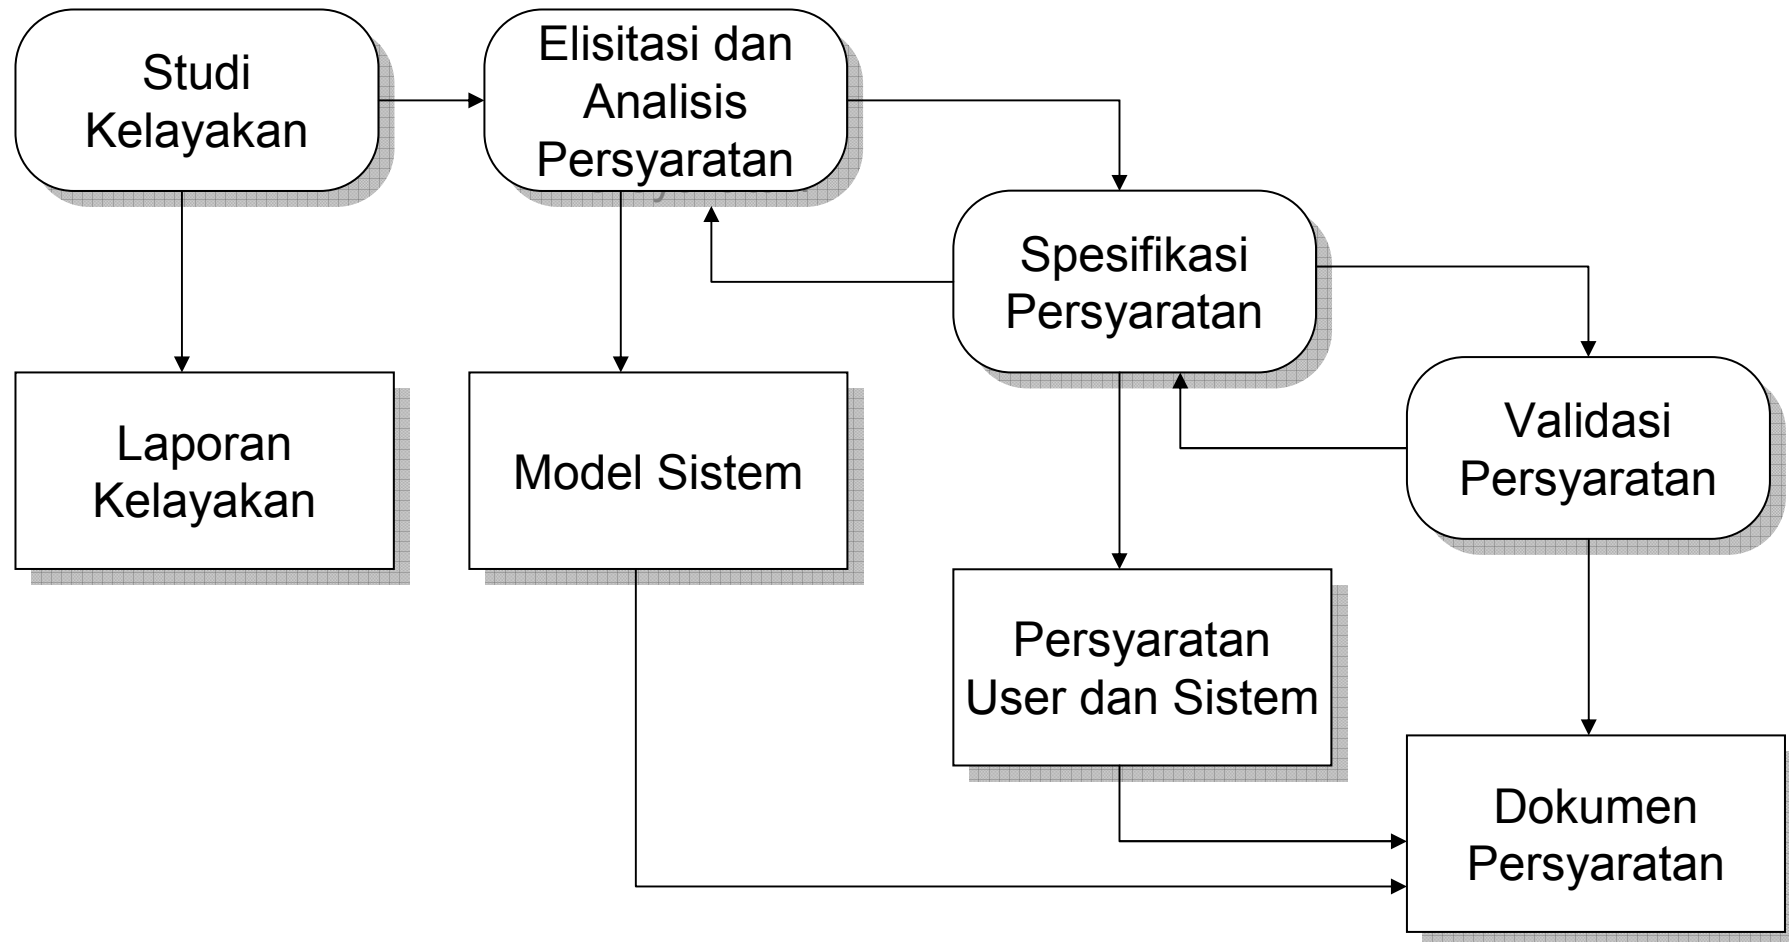 Studi
Kelayakan
Elisitasi dan
Analisis
Persyaratan
Spesifikasi
Persyaratan
Validasi
Persyaratan
Laporan
Kelayakan
Model Sistem
Persyaratan
User dan Sistem
Dokumen
Persyaratan